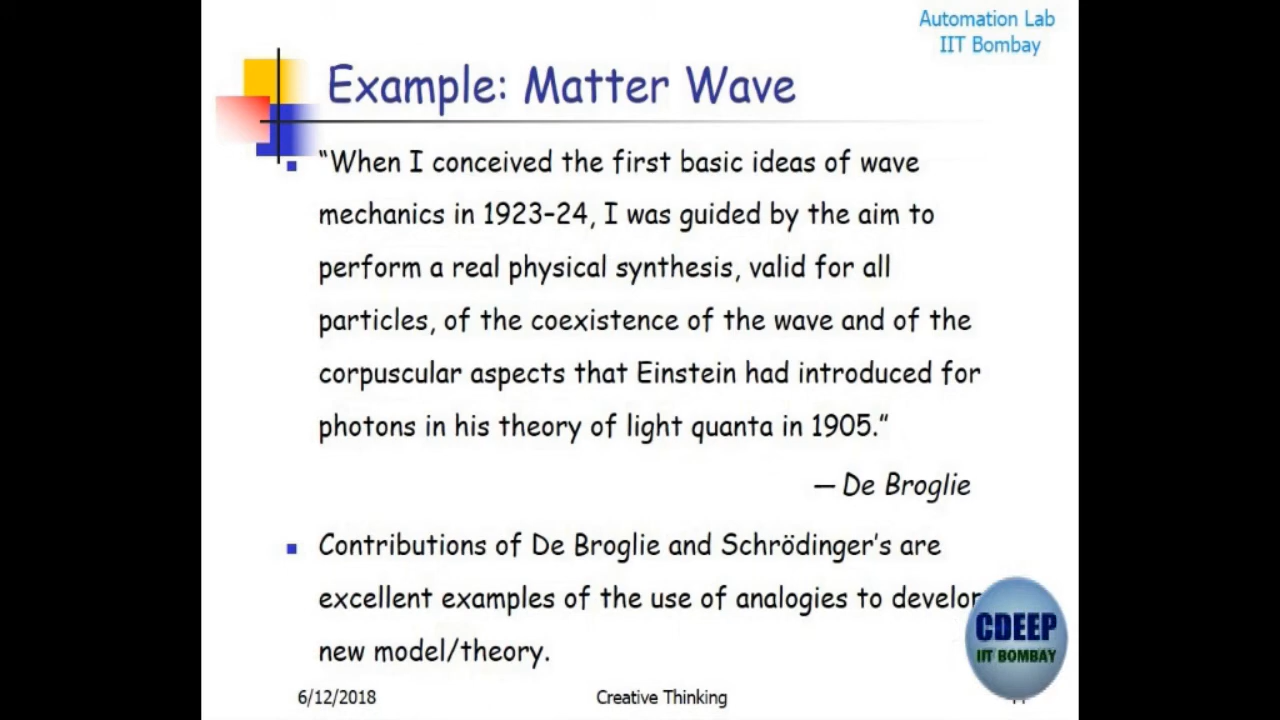 Automation Lab
IIT Bombay
Example: Matter Wave
“When I conceived the first basic ideas of wave
mechanics in 1923–24, I was guided by the aim to
perform a real physical synthesis, valid for all
particles, of the coexistence of the wave and of the
corpuscular aspects that Einstein had introduced for
photons in his theory of light quanta in 1905.”
— De Broglie
Contributions of De Broglie and Schrödinger’s are
excellent examples of the use of analogies to develop
new model/theory.
CDEEP
IIT BOMBAY
6/12/2018
Creative Thinking